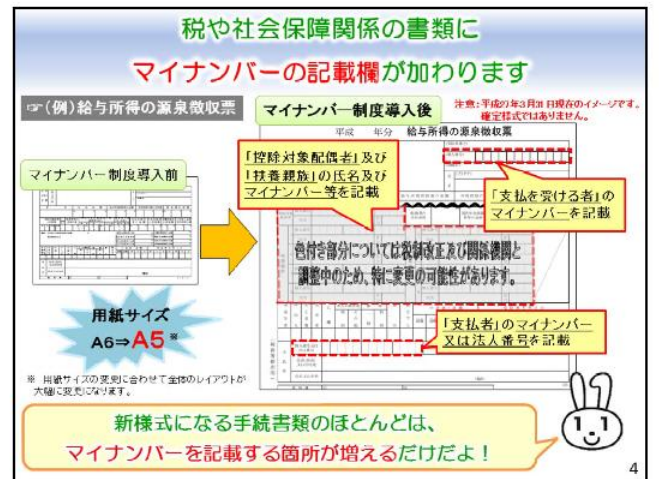 税や社会保障関係の書類に
マイナンバーの記載欄が加わります
☞(例)給与所得の源泉徴収票
マイナンバー制度導入後
注意:平成27年3月31日現在のイメージです。
確定様式ではありません。
平成 年分 給与所得の源泉徴収票
「控除対象配偶者」及び
「扶養親族」の氏名及び
マイナンバー等を記載
マイナンバー制度導入前
「支払を受ける者」の
マイナンバーを記載
色付き部分については税制改正及び関係機関と
調整中のため、特に変更の可能性があります。
用紙サイズ
A6⇒A5※
「支払者」のマイナンバー
又は法人番号を記載
※ 用紙サイズの変更に合わせて全体のレイアウトが
大幅に変更になります。
新様式になる手続書類のほとんどは、
マイナンバーを記載する箇所が増えるだけだよ!
4